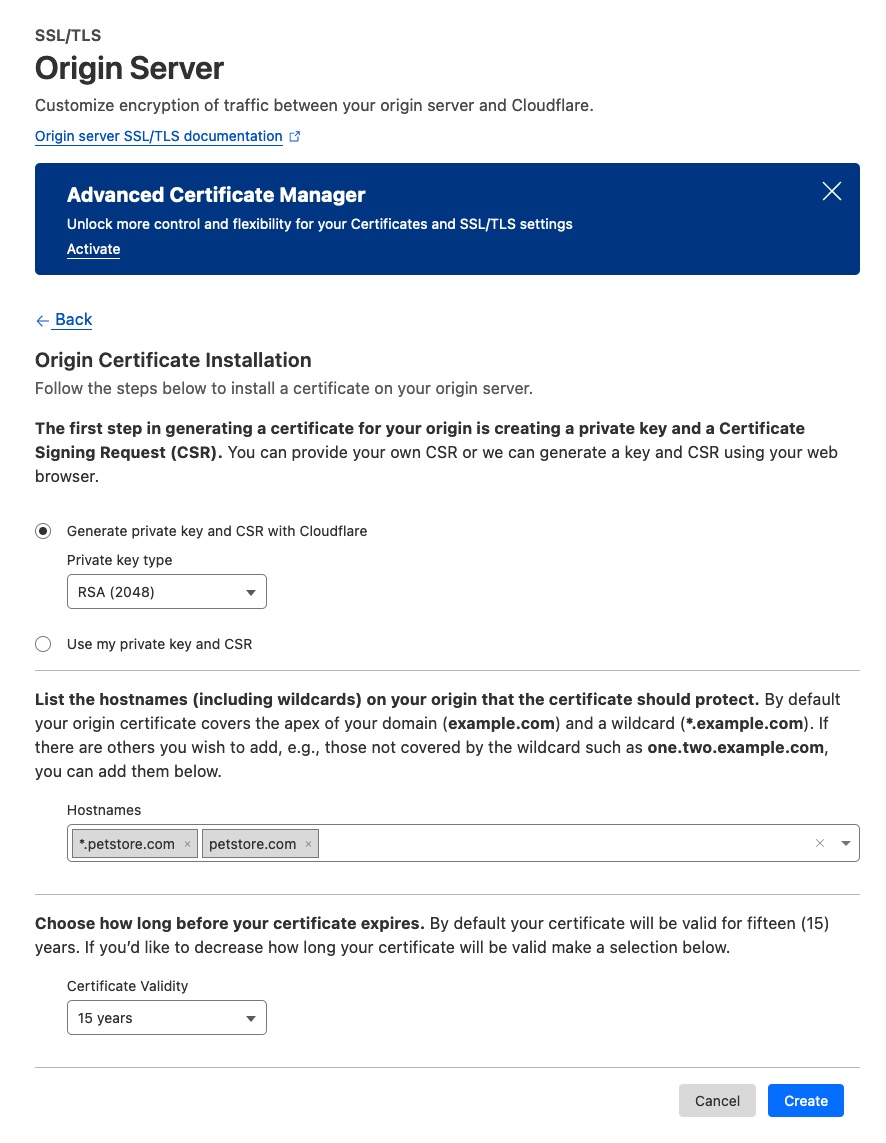 SSL/TLS
Origin Server
Customize encryption of traffic between your origin server and Cloudflare.
Origin server SSL/TLS documentation
Advanced Certificate Manager
Unlock more control and flexibility for your Certificates and SSL/TLS settings
Activate
← Back
Origin Certificate Installation
Follow the steps below to install a certificate on your origin server.
The first step in generating a certificate for your origin is creating a private key and a Certificate
Signing Request (CSR). You can provide your own CSR or we can generate a key and CSR using your web
browser.
Generate private key and CSR with Cloudflare
Private key type
RSA (2048)
Use my private key and CSR
List the hostnames (including wildcards) on your origin that the certificate should protect. By default
your origin certificate covers the apex of your domain (example.com) and a wildcard (*.example.com). If
there are others you wish to add, e.g., those not covered by the wildcard such as one.two.example.com,
you can add them below.
Hostnames
*.petstore.com × petstore.com ×
Choose how long before your certificate expires. By default your certificate will be valid for fifteen (15)
years. If you’d like to decrease how long your certificate will be valid make a selection below.
Certificate Validity
15 years
Cancel Create